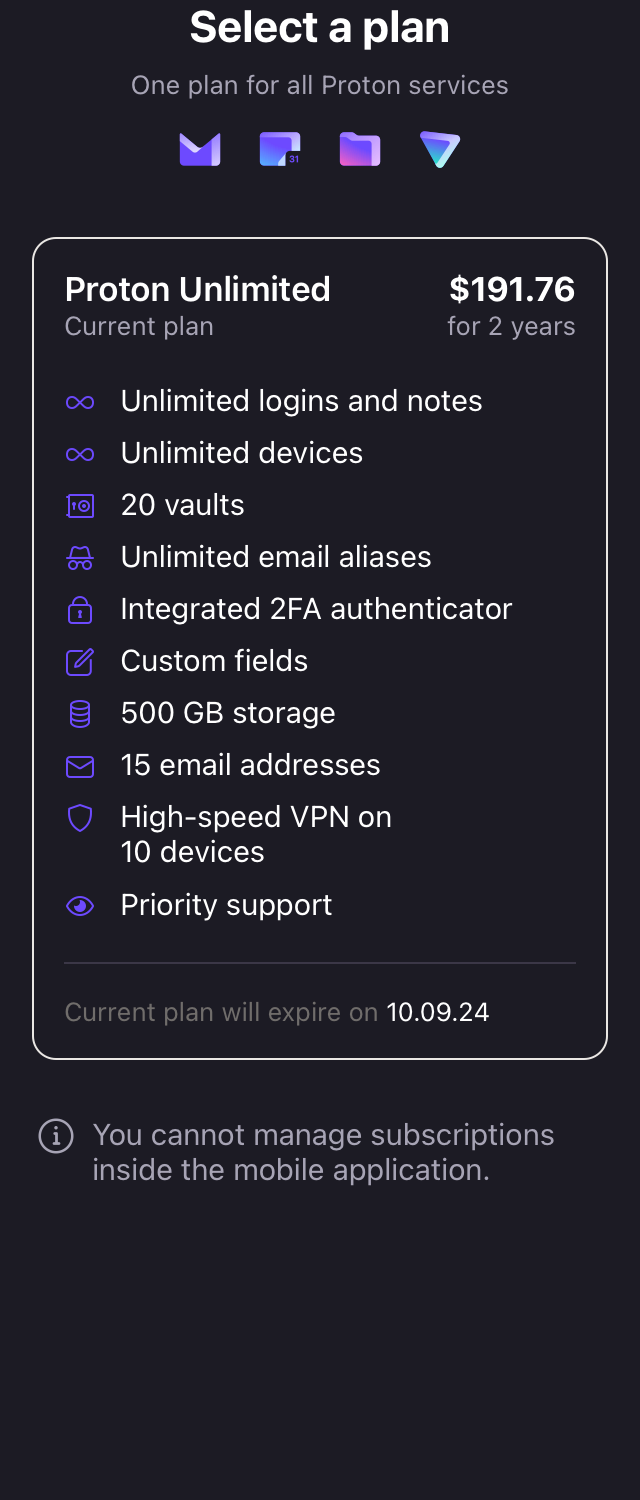 Select a plan
One plan for all Proton services
31
Proton Unlimited
$191.76
Current plan
for 2 years
Unlimited logins and notes
Unlimited devices
20 vaults
Unlimited email aliases
Integrated 2FA authenticator
Custom fields
500 GB storage
15 email addresses
High-speed VPN on
10 devices
Priority support
Current plan will expire on 10.09.24
You cannot manage subscriptions
inside the mobile application.